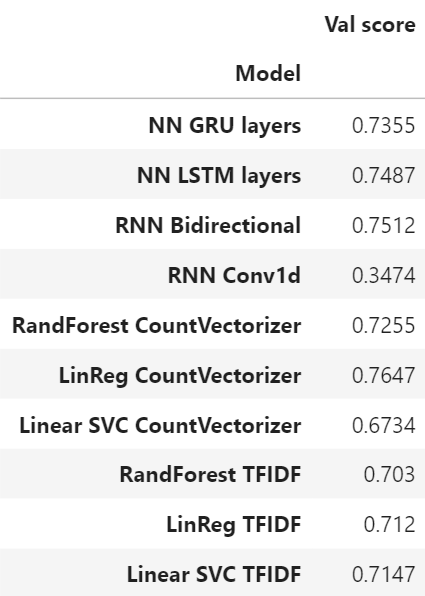 Val score
Model
NN GRU layers 0.7355
NN LSTM layers 0.7487
RNN Bidirectional 0.7512
RNN Conv1d 0.3474
RandForest CountVectorizer 0.7255
LinReg CountVectorizer 0.7647
Linear SVC CountVectorizer 0.6734
RandForest TFIDF 0.703
LinReg TFIDF 0.712
Linear SVC TFIDF 0.7147